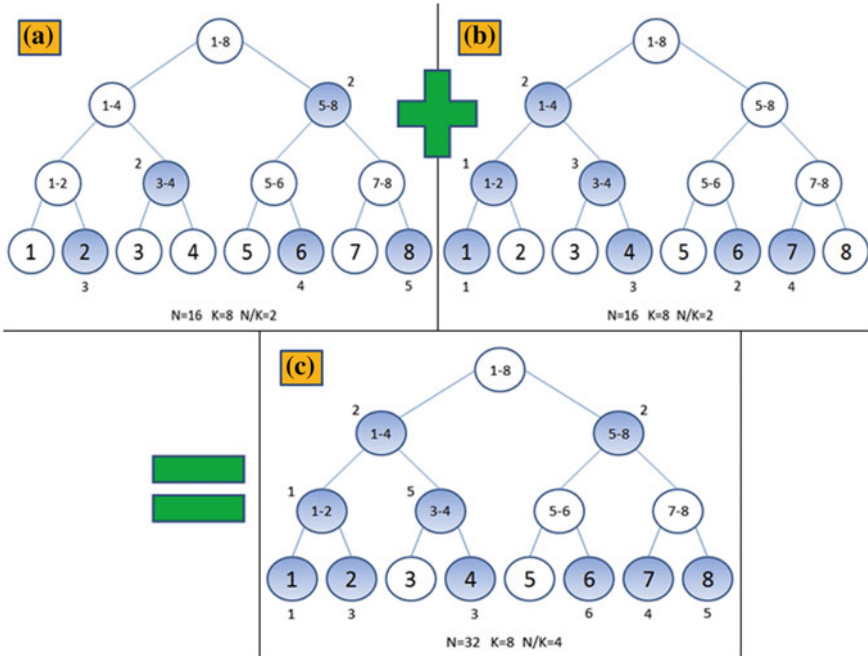 (a)
1-8
2
1-4 5-8
2
1-2 3-4 5-6 7-8
1 2 3 4 5 6 7 8
3 4 5
N=16 K=8 N/K=2
(b)
1-8
2
1-4 5-8
1 3
1-2 3-4 5-6 7-8
1 2 3 4 5 6 7 8
1 3 2 4
N=16 K=8 N/K=2
(c)
1-8
2 2
1-4 5-8
1 5
1-2 3-4 5-6 7-8
1 2 3 4 5 6 7 8
1 3 3 6 4 5
N=32 K=8 N/K=4